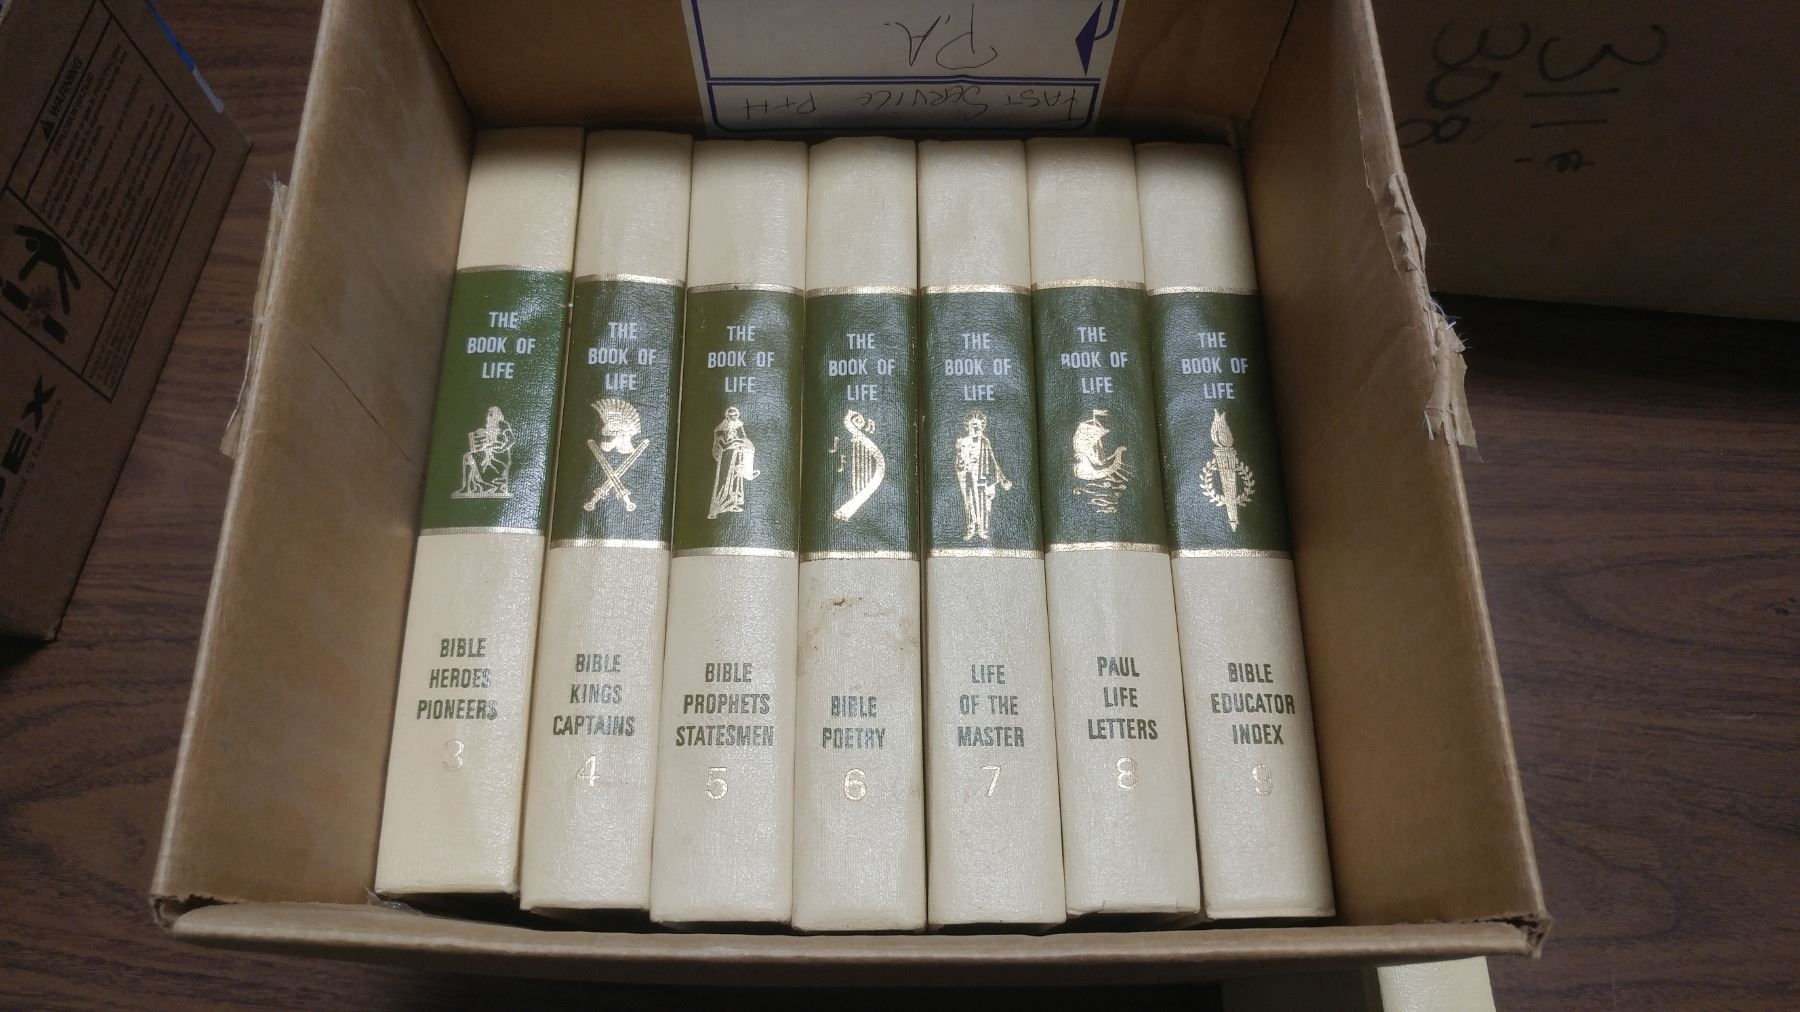 P.A.
FAST SERVICE P+H
WARNING
THE
BOOK OF
LIFE
BIBLE
HEROES
PIONEERS
3
THE
BOOK OF
LIFE
BIBLE
KINGS
CAPTAINS
4
THE
BOOK OF
LIFE
BIBLE
PROPHETS
STATESMEN
5
THE
BOOK OF
LIFE
BIBLE
POETRY
6
THE
BOOK OF
LIFE
LIFE
OF THE
MASTER
7
THE
BOOK OF
LIFE
PAUL
LIFE
LETTERS
8
THE
BOOK OF
LIFE
BIBLE
EDUCATOR
INDEX
9